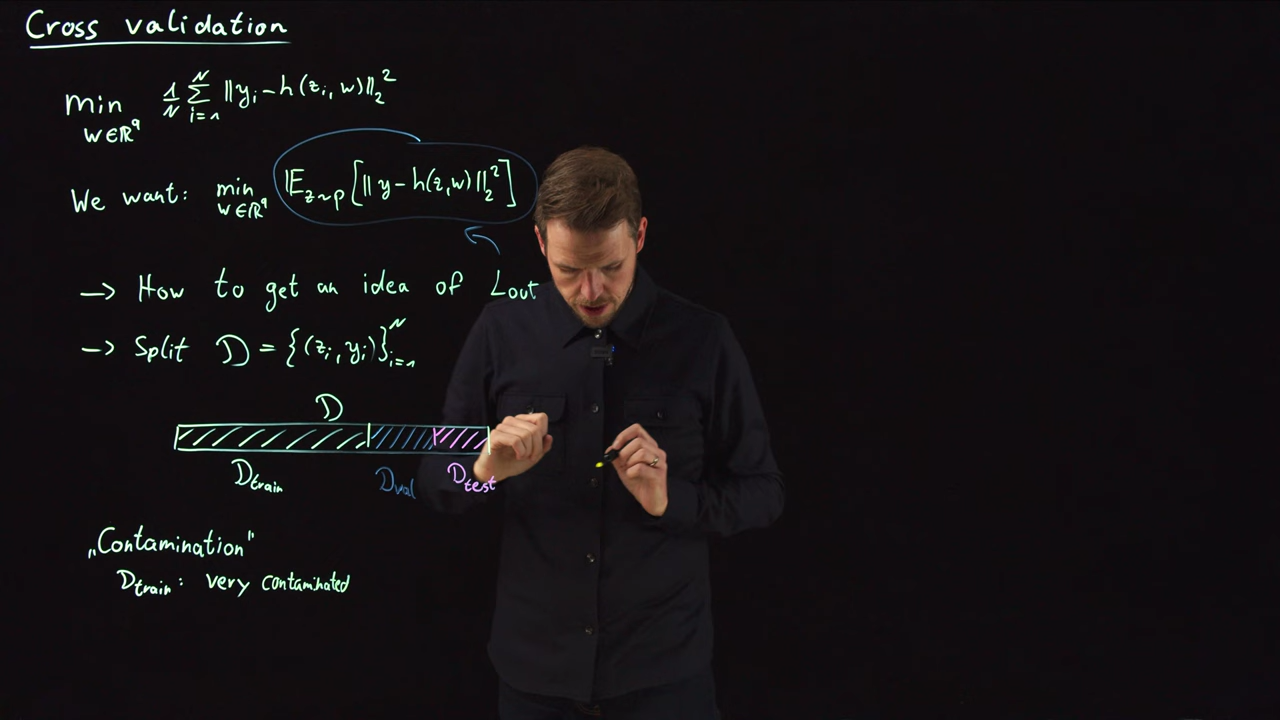 Cross validation
min w∈ℝ^q 1/N ∑_{i=1}^N ‖y_i − h(z_i, w)‖_2^2
We want: min w∈ℝ^q 𝔼_{z∼p}[‖y − h(z,w)‖_2^2]
→ How to get an idea of L_out
→ Split D = {(z_i, y_i)}_{i=1}^N
D
D_train D_val D_test
„Contamination"
D_train: very contaminated